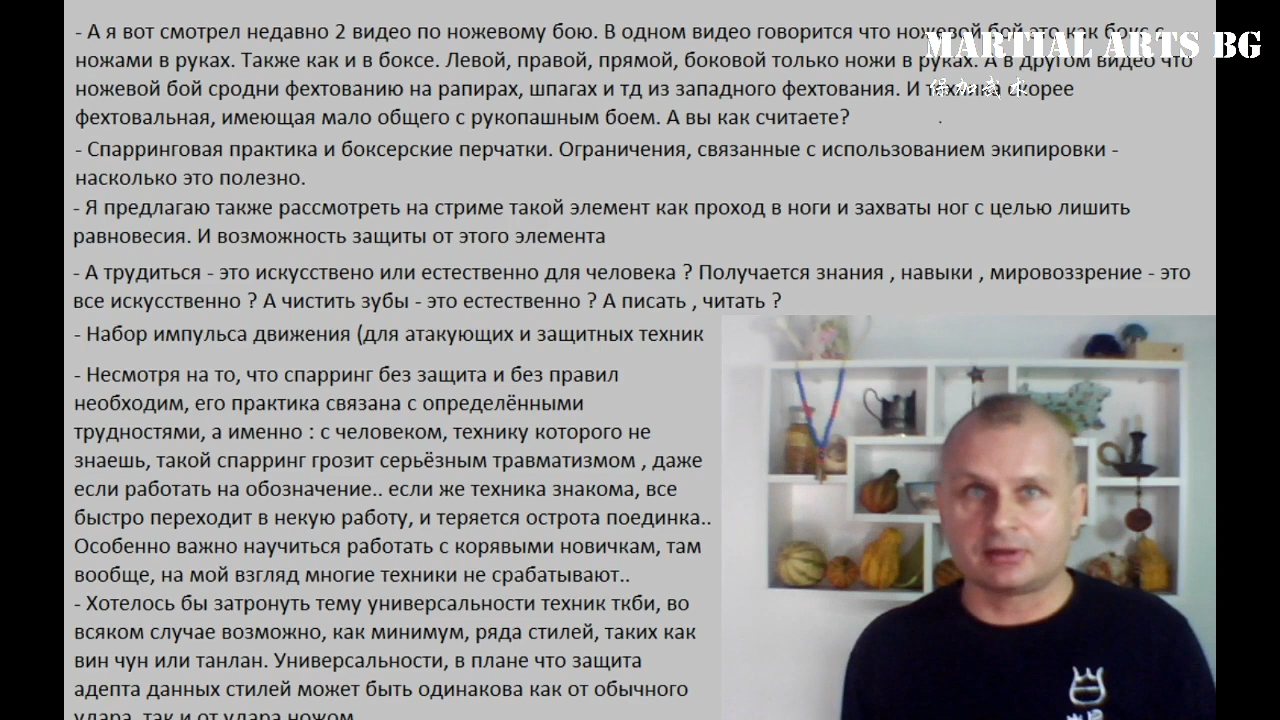 - А я вот смотрел недавно 2 видео по ножевому бою. В одном видео говорится что ножевой бой это как бокс с
MARTIAL ARTS BG
ножами в руках. Также как и в боксе. Левой, правой, прямой, боковой только ножи в руках. А в другом видео что
ножевой бой сродни фехтованию на рапирах, шпагах и тд из западного фехтования. И техника скорее
фехтовальная, имеющая мало общего с рукопашным боем. А вы как считаете?
- Спарринговая практика и боксерские перчатки. Ограничения, связанные с использованием экипировки -
насколько это полезно.
- Я предлагаю также рассмотреть на стриме такой элемент как проход в ноги и захваты ног с целью лишить
равновесия. И возможность защиты от этого элемента
- А трудиться - это искусствено или естественно для человека ? Получается знания , навыки , мировоззрение - это
все искусственно ? А чистить зубы - это естественно ? А писать , читать ?
- Набор импульса движения (для атакующих и защитных техник
- Несмотря на то, что спарринг без защита и без правил
необходим, его практика связана с определёнными
трудностями, а именно : с человеком, технику которого не
знаешь, такой спарринг грозит серьёзным травматизмом , даже
если работать на обозначение.. если же техника знакома, все
быстро переходит в некую работу, и теряется острота поединка..
Особенно важно научиться работать с корявыми новичкам, там
вообще, на мой взгляд многие техники не срабатывают..
- Хотелось бы затронуть тему универсальности техник ткби, во
всяком случае возможно, как минимум, ряда стилей, таких как
вин чун или танлан. Универсальности, в плане что защита
адепта данных стилей может быть одинакова как от обычного
удара, так и от удара ножом